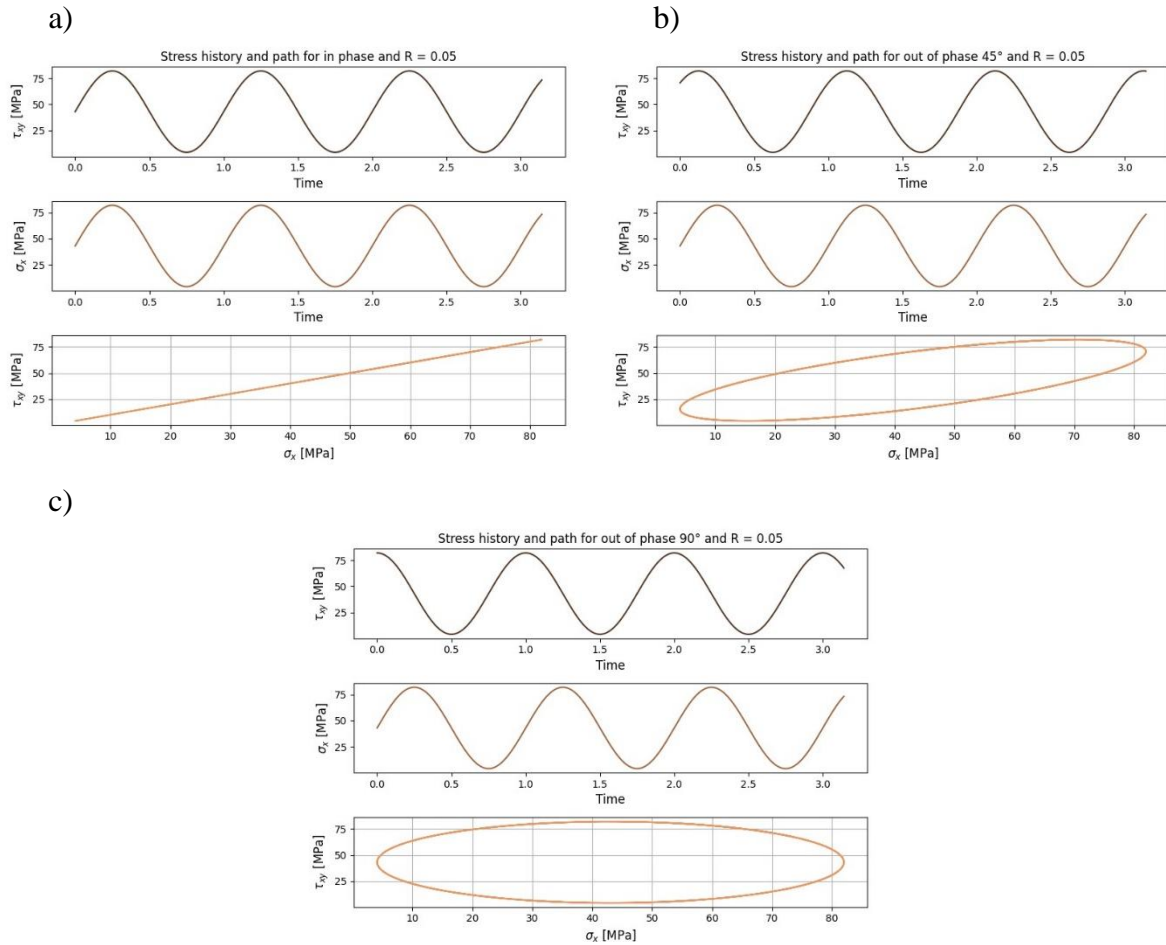 a)
Stress history and path for in phase and R = 0.05
τxy [MPa]
75
50
25
0.0 0.5 1.0 1.5 2.0 2.5 3.0
Time
σx [MPa]
75
50
25
0.0 0.5 1.0 1.5 2.0 2.5 3.0
Time
τxy [MPa]
75
50
25
10 20 30 40 50 60 70 80
σx [MPa]
b)
Stress history and path for out of phase 45° and R = 0.05
τxy [MPa]
75
50
25
0.0 0.5 1.0 1.5 2.0 2.5 3.0
Time
σx [MPa]
75
50
25
0.0 0.5 1.0 1.5 2.0 2.5 3.0
Time
τxy [MPa]
75
50
25
10 20 30 40 50 60 70 80
σx [MPa]
c)
Stress history and path for out of phase 90° and R = 0.05
τxy [MPa]
75
50
25
0.0 0.5 1.0 1.5 2.0 2.5 3.0
Time
σx [MPa]
75
50
25
0.0 0.5 1.0 1.5 2.0 2.5 3.0
Time
τxy [MPa]
75
50
25
10 20 30 40 50 60 70 80
σx [MPa]